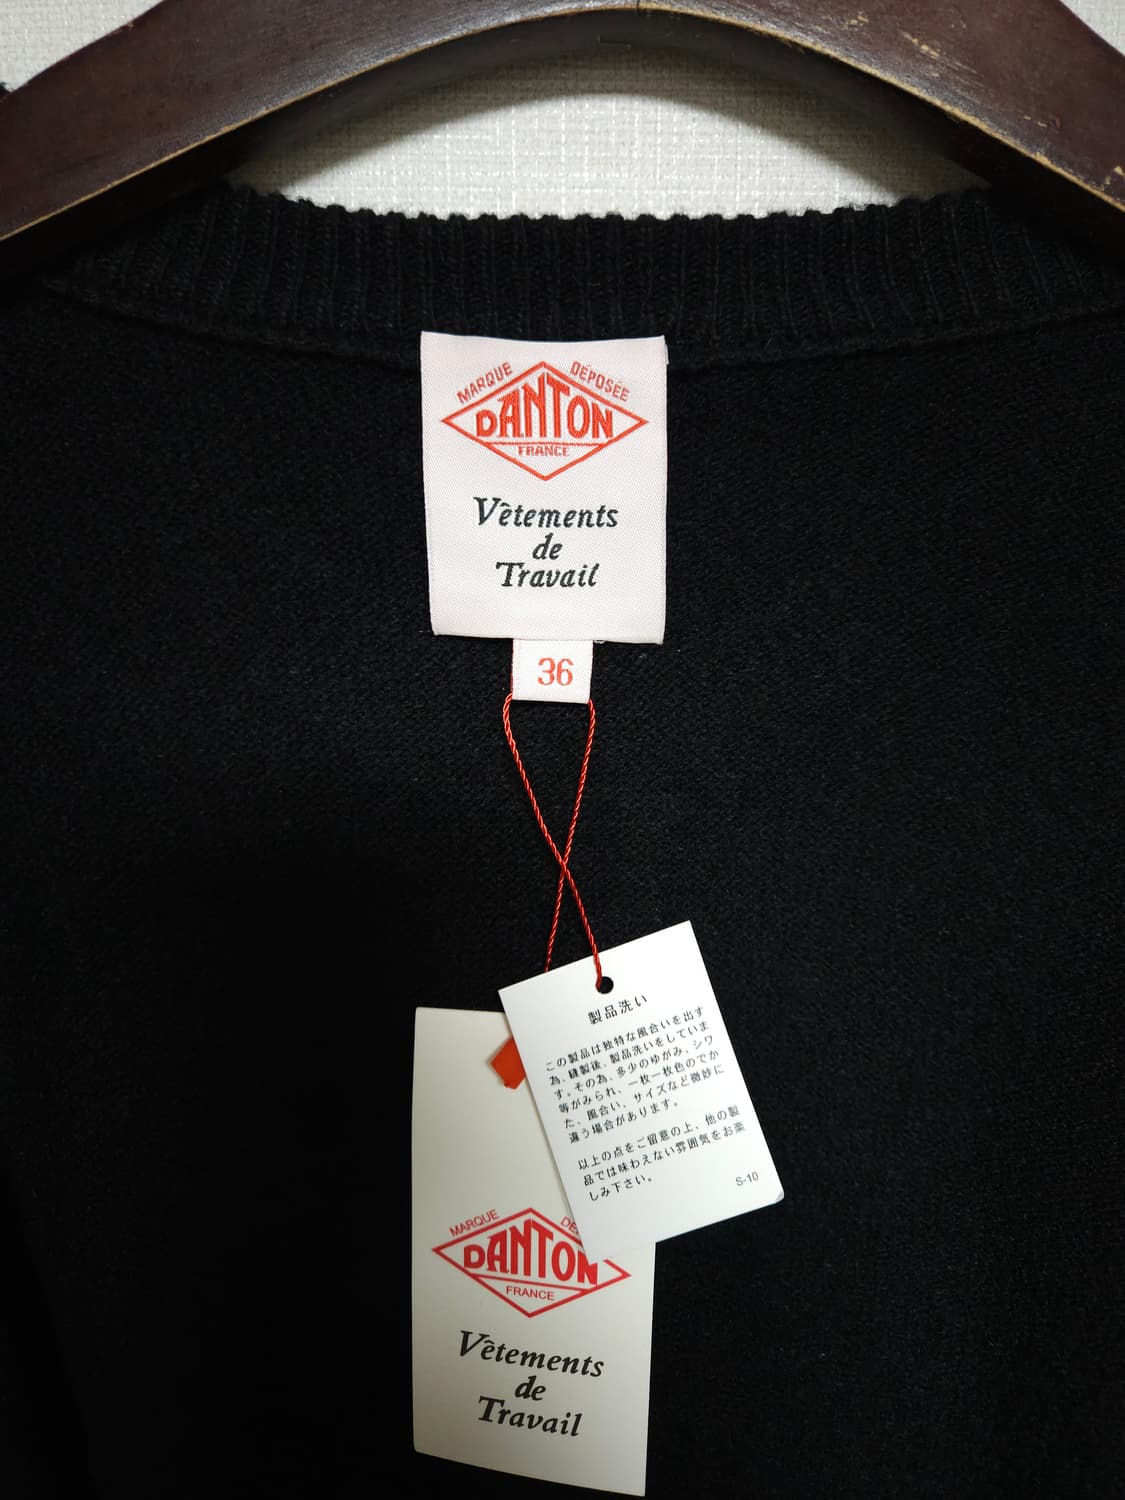 MARQUE DÉPOSÉE
DANTON
FRANCE
Vêtements
de
Travail
36
製品洗い
この製品は独特な風合いを出す
為、縫製後、製品洗いをしていま
す。その為、多少のゆがみ、シワ
等がみられ、一枚一枚色のでか
た、風合い、サイズなど微妙に
違う場合があります。
以上の点をご留意の上、他の製
品では味わえない雰囲気をお楽
しみ下さい。
S-10
MARQUE DÉ
DANTON
FRANCE
Vêtements
de
Travail